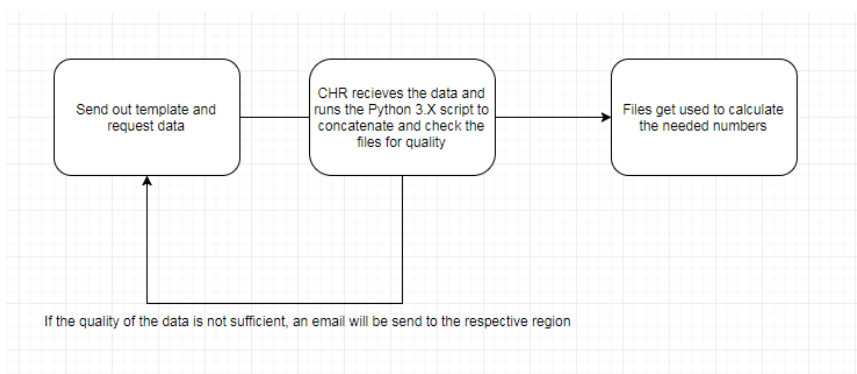 Send out template and
request data
CHR recieves the data and
runs the Python 3.X script to
concatenate and check the
files for quality
Files get used to calculate
the needed numbers
If the quality of the data is not sufficient, an email will be send to the respective region